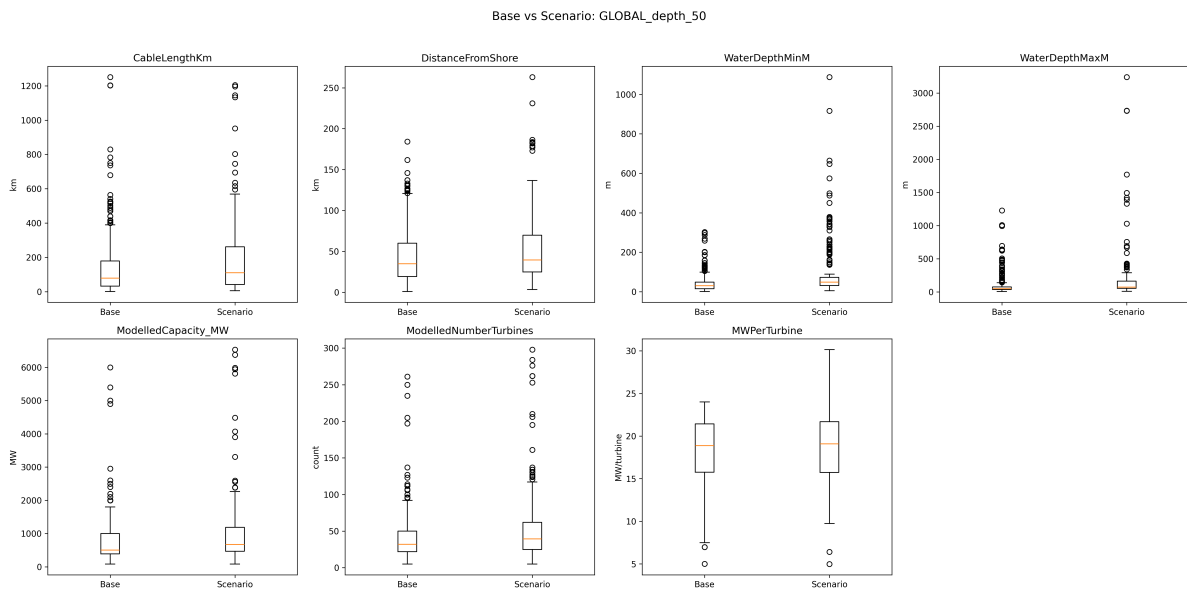 Base vs Scenario: GLOBAL_depth_50
CableLengthKm
1200
1000
800
600
400
200
0
km
Base
Scenario
DistanceFromShore
250
200
150
100
50
0
km
Base
Scenario
WaterDepthMinM
1000
800
600
400
200
0
m
Base
Scenario
WaterDepthMaxM
3000
2500
2000
1500
1000
500
0
m
Base
Scenario
ModelledCapacity_MW
6000
5000
4000
3000
2000
1000
0
MW
Base
Scenario
ModelledNumberTurbines
300
250
200
150
100
50
0
count
Base
Scenario
MWPerTurbine
30
25
20
15
10
5
MW/turbine
Base
Scenario